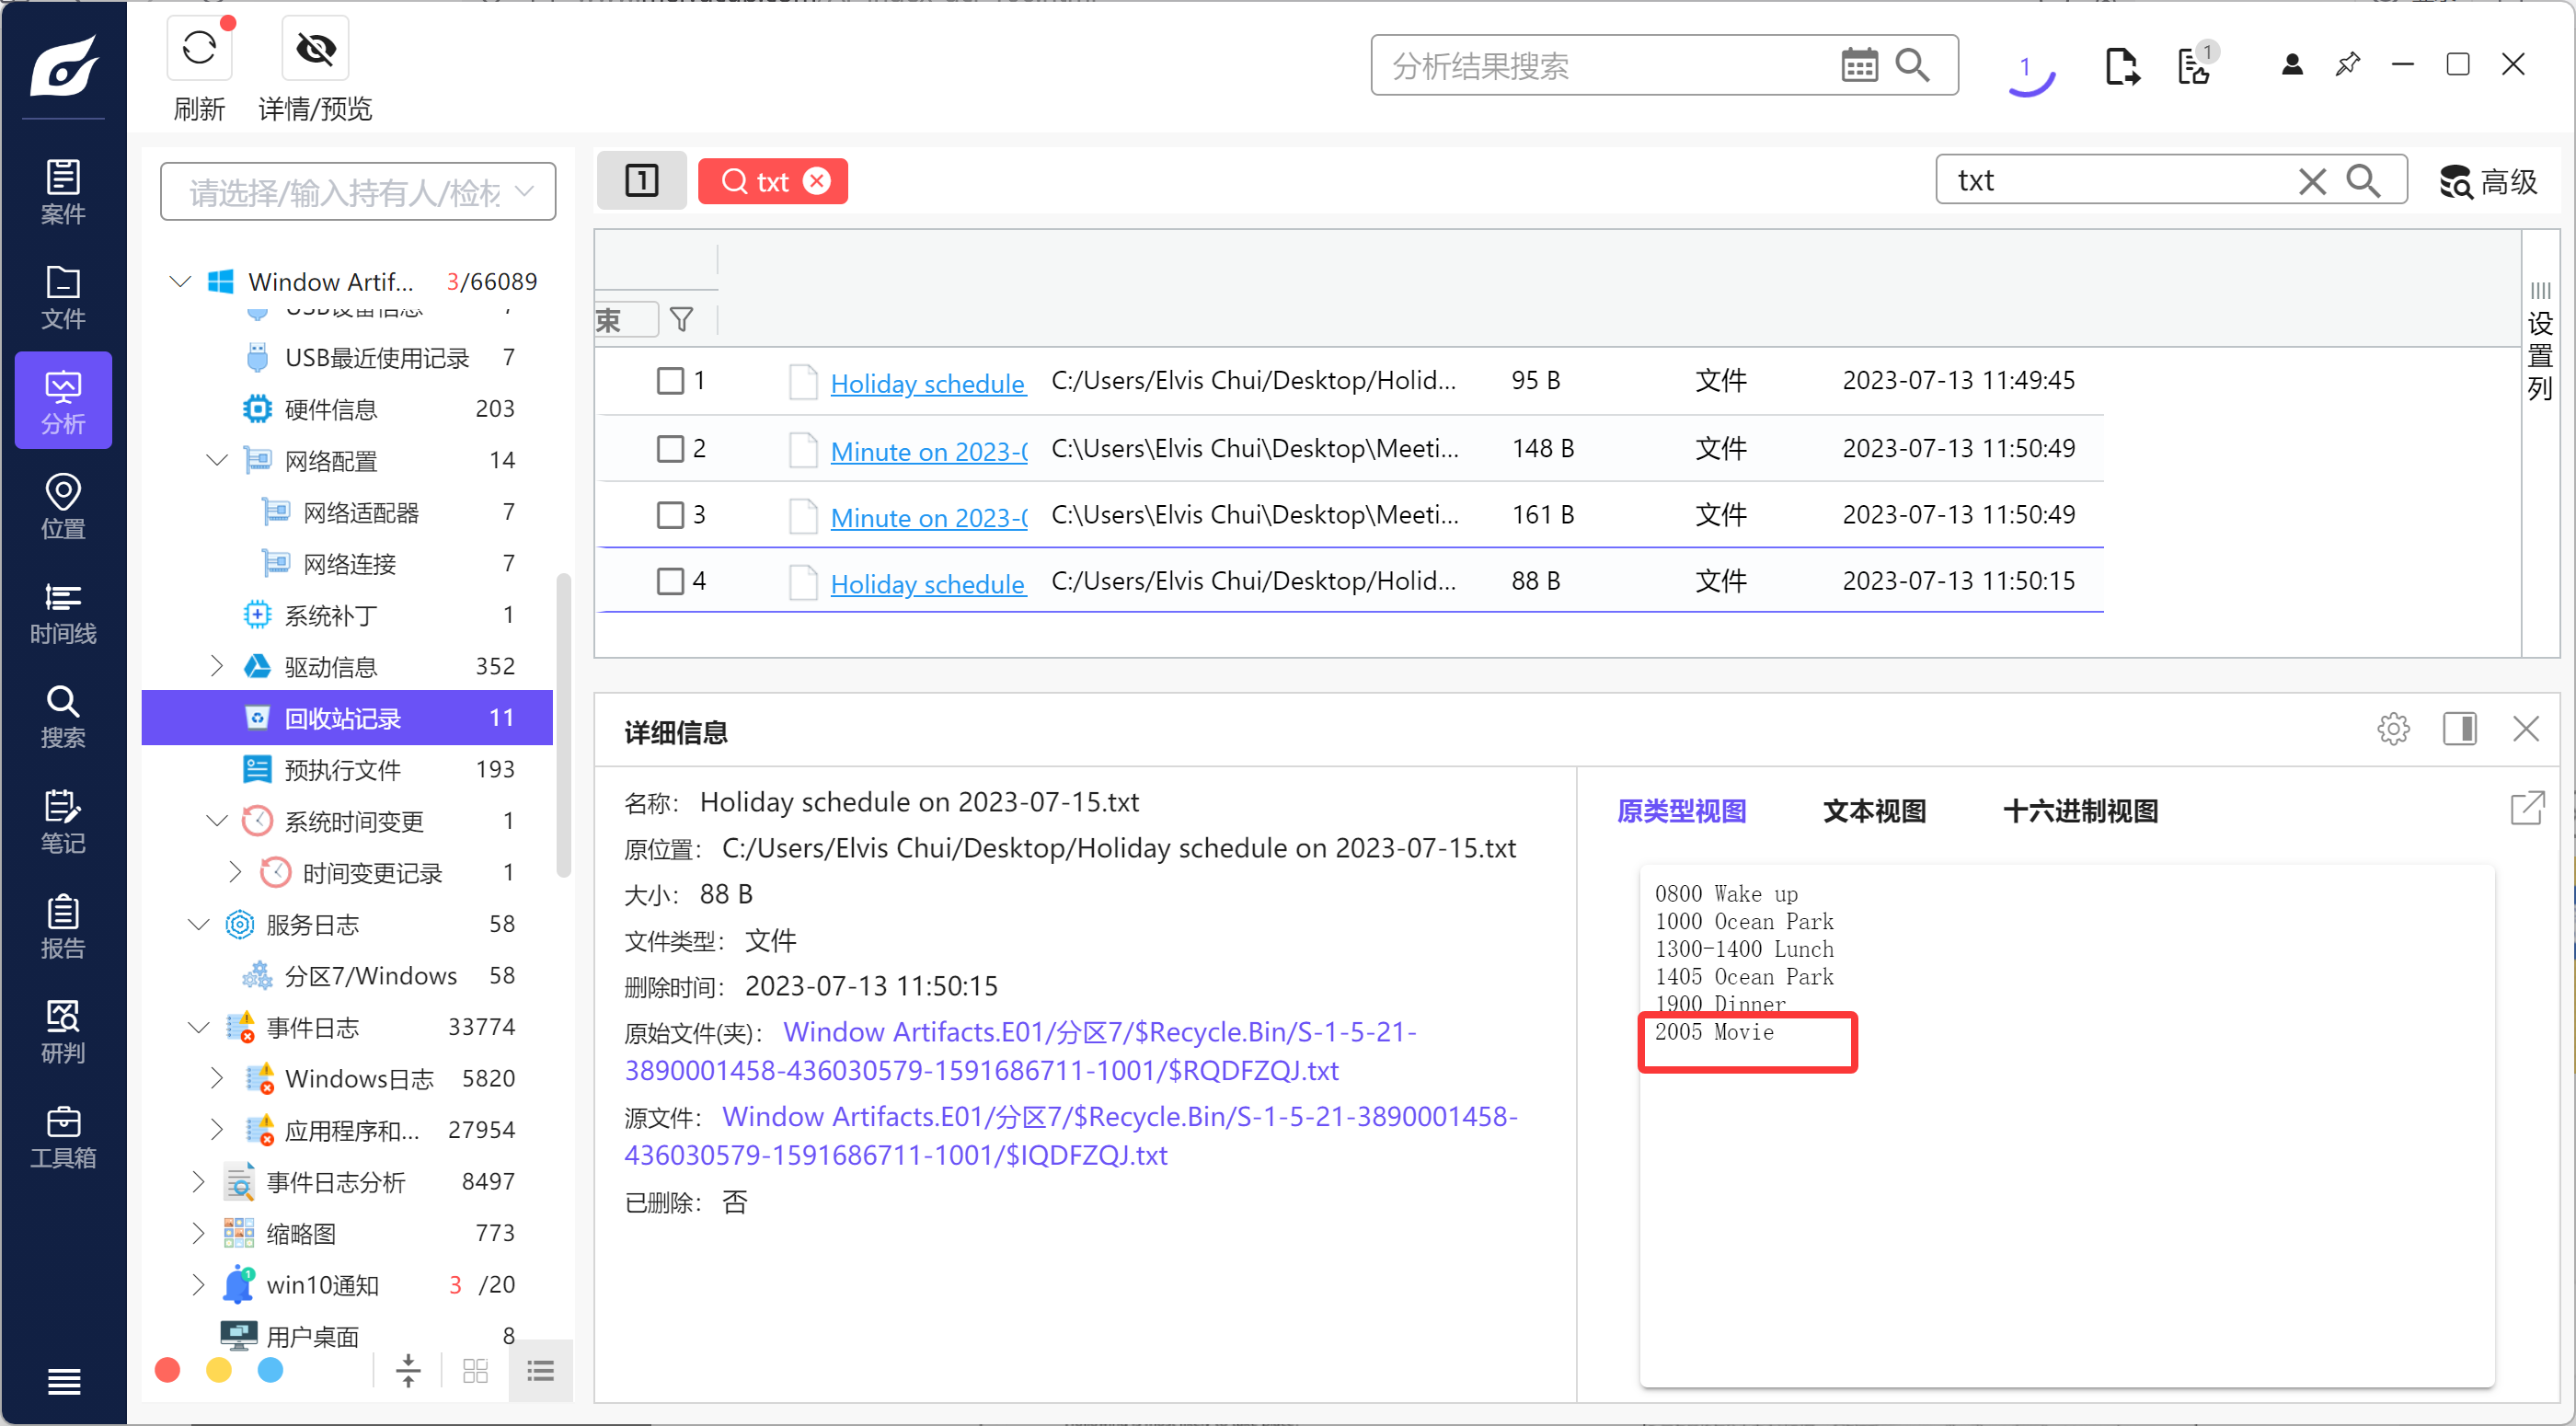 刷新
详情/预览
分析结果搜索
1
1
案件
文件
分析
位置
时间线
搜索
笔记
报告
研判
工具箱
请选择/输入持有人/检材
Window Artif... 3/66089
USB设备信息 7
USB最近使用记录 7
硬件信息 203
网络配置 14
网络适配器 7
网络连接 7
系统补丁 1
驱动信息 352
回收站记录 11
预执行文件 193
系统时间变更 1
时间变更记录 1
服务日志 58
分区7/Windows 58
事件日志 33774
Windows日志 5820
应用程序和... 27954
事件日志分析 8497
缩略图 773
win10通知 3 /20
用户桌面 8
1
txt
txt
高级
束
设置列
1 Holiday schedule C:/Users/Elvis Chui/Desktop/Holid... 95 B 文件 2023-07-13 11:49:45
2 Minute on 2023-0 C:\Users\Elvis Chui\Desktop\Meeti... 148 B 文件 2023-07-13 11:50:49
3 Minute on 2023-0 C:\Users\Elvis Chui\Desktop\Meeti... 161 B 文件 2023-07-13 11:50:49
4 Holiday schedule C:/Users/Elvis Chui/Desktop/Holid... 88 B 文件 2023-07-13 11:50:15
详细信息
名称： Holiday schedule on 2023-07-15.txt
原位置： C:/Users/Elvis Chui/Desktop/Holiday schedule on 2023-07-15.txt
大小： 88 B
文件类型： 文件
删除时间： 2023-07-13 11:50:15
原始文件(夹)： Window Artifacts.E01/分区7/$Recycle.Bin/S-1-5-21-
3890001458-436030579-1591686711-1001/$RQDFZQJ.txt
源文件： Window Artifacts.E01/分区7/$Recycle.Bin/S-1-5-21-3890001458-
436030579-1591686711-1001/$IQDFZQJ.txt
已删除： 否
原类型视图 文本视图 十六进制视图
0800 Wake up
1000 Ocean Park
1300-1400 Lunch
1405 Ocean Park
1900 Dinner
2005 Movie